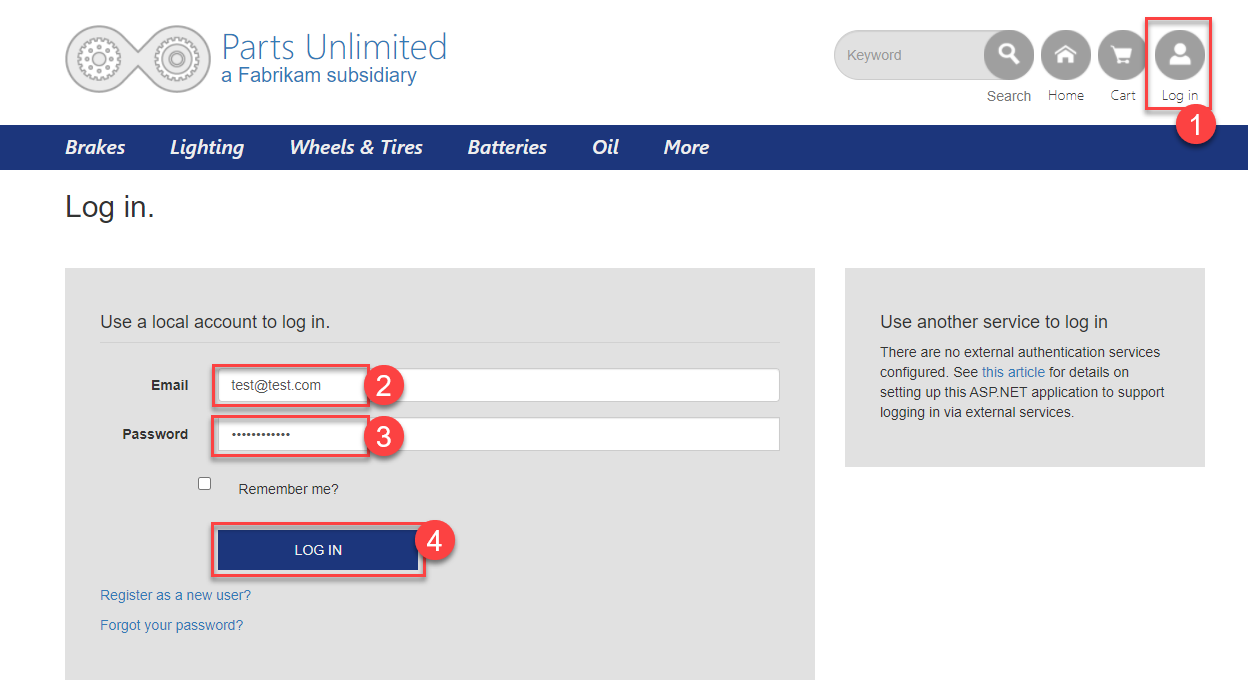 Parts Unlimited
a Fabrikam subsidiary
Keyword
Search
Home
Cart
Log in
1
Brakes
Lighting
Wheels & Tires
Batteries
Oil
More
Log in.
Use a local account to log in.
Email
test@test.com
2
Password
••••••••••••
3
Remember me?
LOG IN
4
Register as a new user?
Forgot your password?
Use another service to log in
There are no external authentication services
configured. See this article for details on
setting up this ASP.NET application to support
logging in via external services.